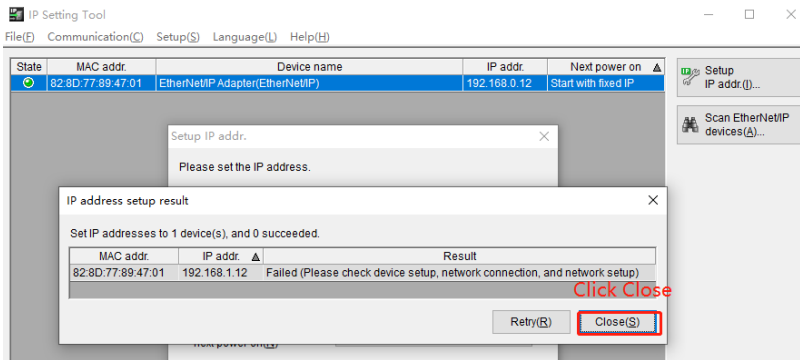 IP Setting Tool
File(F) Communication(C) Setup(S) Language(L) Help(H)
State MAC addr. Device name IP addr. Next power on
82:8D:77:89:47:01 EtherNet/IP Adapter(EtherNet/IP) 192.168.0.12 Start with fixed IP
Setup
IP addr.(I)...
Scan EtherNet/IP
devices(A)...
Setup IP addr.
Please set the IP address.
IP address setup result
Set IP addresses to 1 device(s), and 0 succeeded.
MAC addr. IP addr. Result
82:8D:77:89:47:01 192.168.1.12 Failed (Please check device setup, network connection, and network setup)
Click Close
Retry(R) Close(S)
next power on(N)